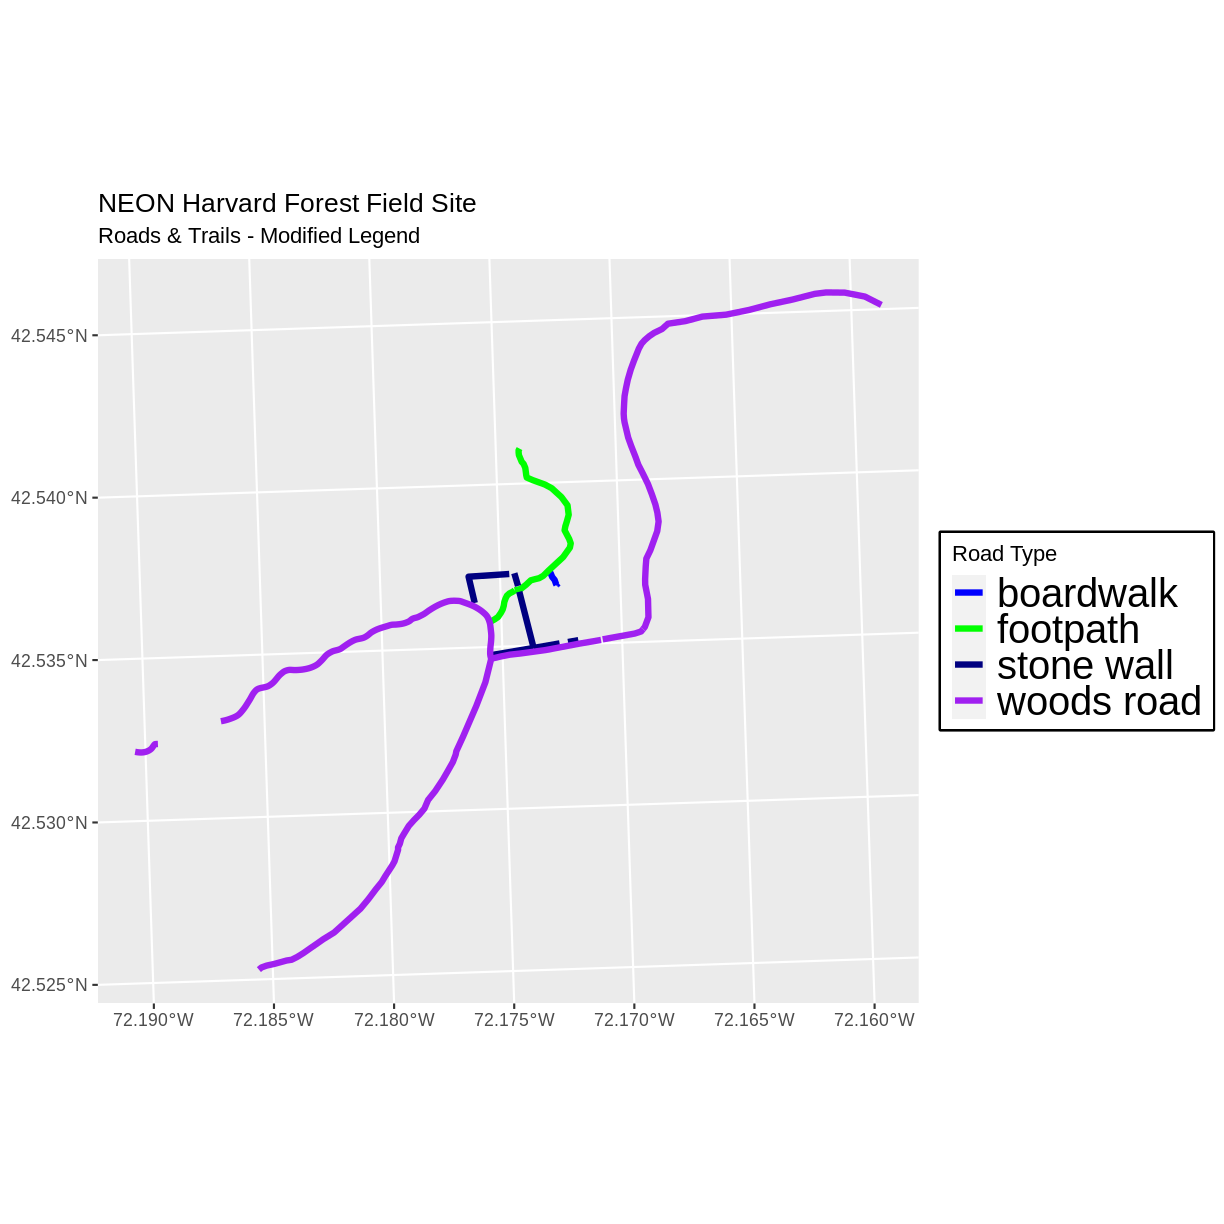 NEON Harvard Forest Field Site
Roads & Trails - Modified Legend
42.545°N
42.540°N
42.535°N
42.530°N
42.525°N
72.190°W
72.185°W
72.180°W
72.175°W
72.170°W
72.165°W
72.160°W
Road Type
boardwalk
footpath
stone wall
woods road